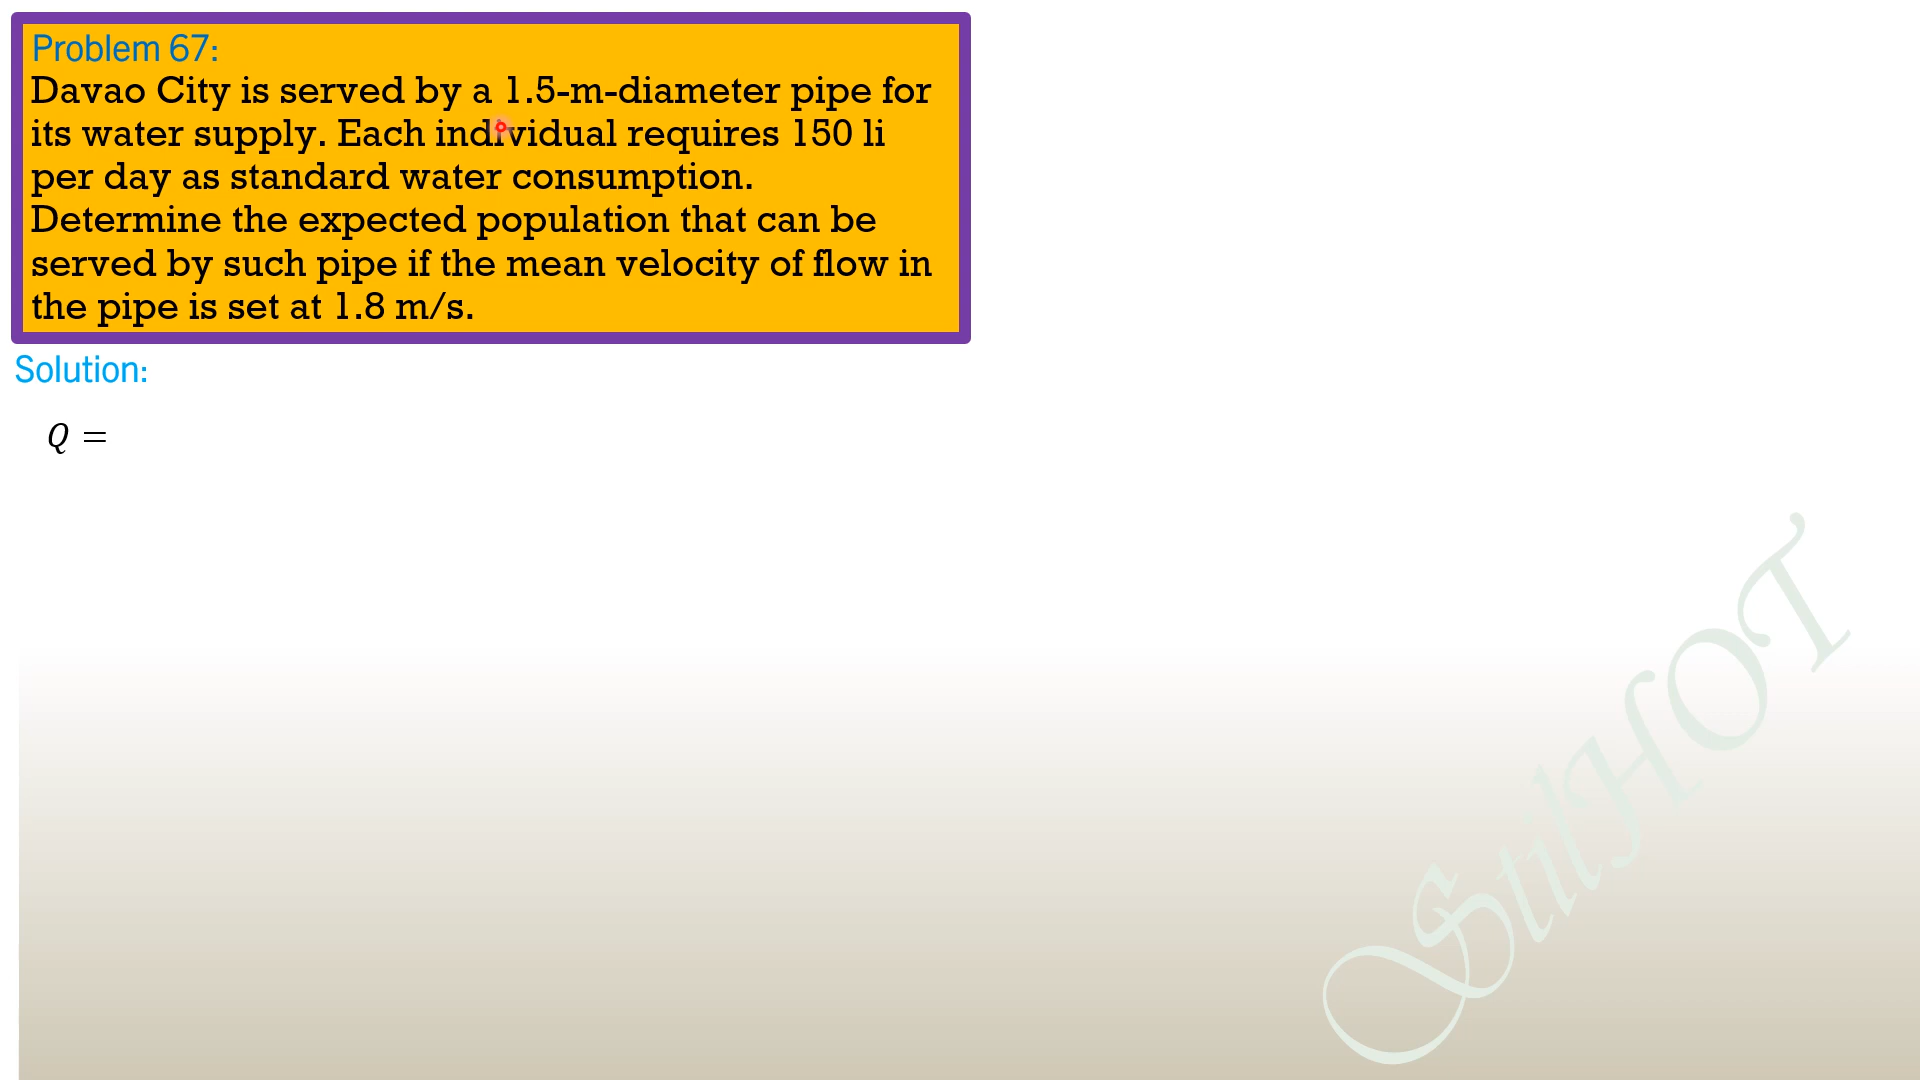 Problem 67:
Davao City is served by a 1.5-m-diameter pipe for
its water supply. Each individual requires 150 li
per day as standard water consumption.
Determine the expected population that can be
served by such pipe if the mean velocity of flow in
the pipe is set at 1.8 m/s.
Solution:
Q =
StilHOT